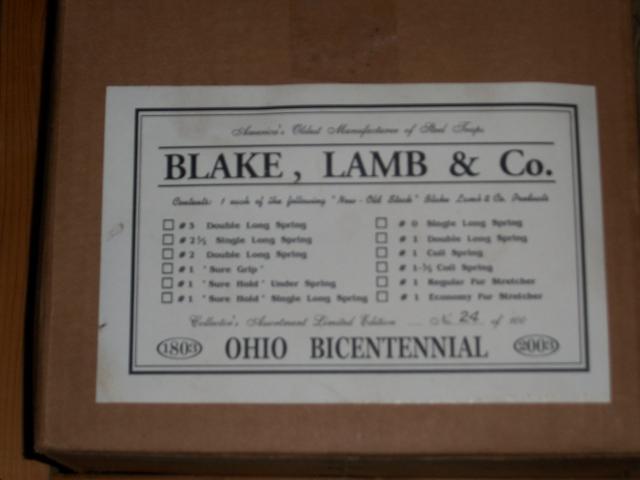 America's Oldest Manufacturer of Steel Traps
BLAKE, LAMB & Co.
Contents: 1 each of the following "New - Old Stock" Blake Lamb & Co. Products
# 3 Double Long Spring
# 2½ Single Long Spring
# 2 Double Long Spring
# 1 "Sure Grip"
# 1 "Sure Hold" Under Spring
# 1 "Sure Hold" Single Long Spring
# 0 Single Long Spring
# 1 Double Long Spring
# 1 Coil Spring
# 1-½ Coil Spring
# 1 Regular Fur Stretcher
# 1 Economy Fur Stretcher
Collector's Assortment Limited Edition .... No. 24 of 100
1803 OHIO BICENTENNIAL 2003